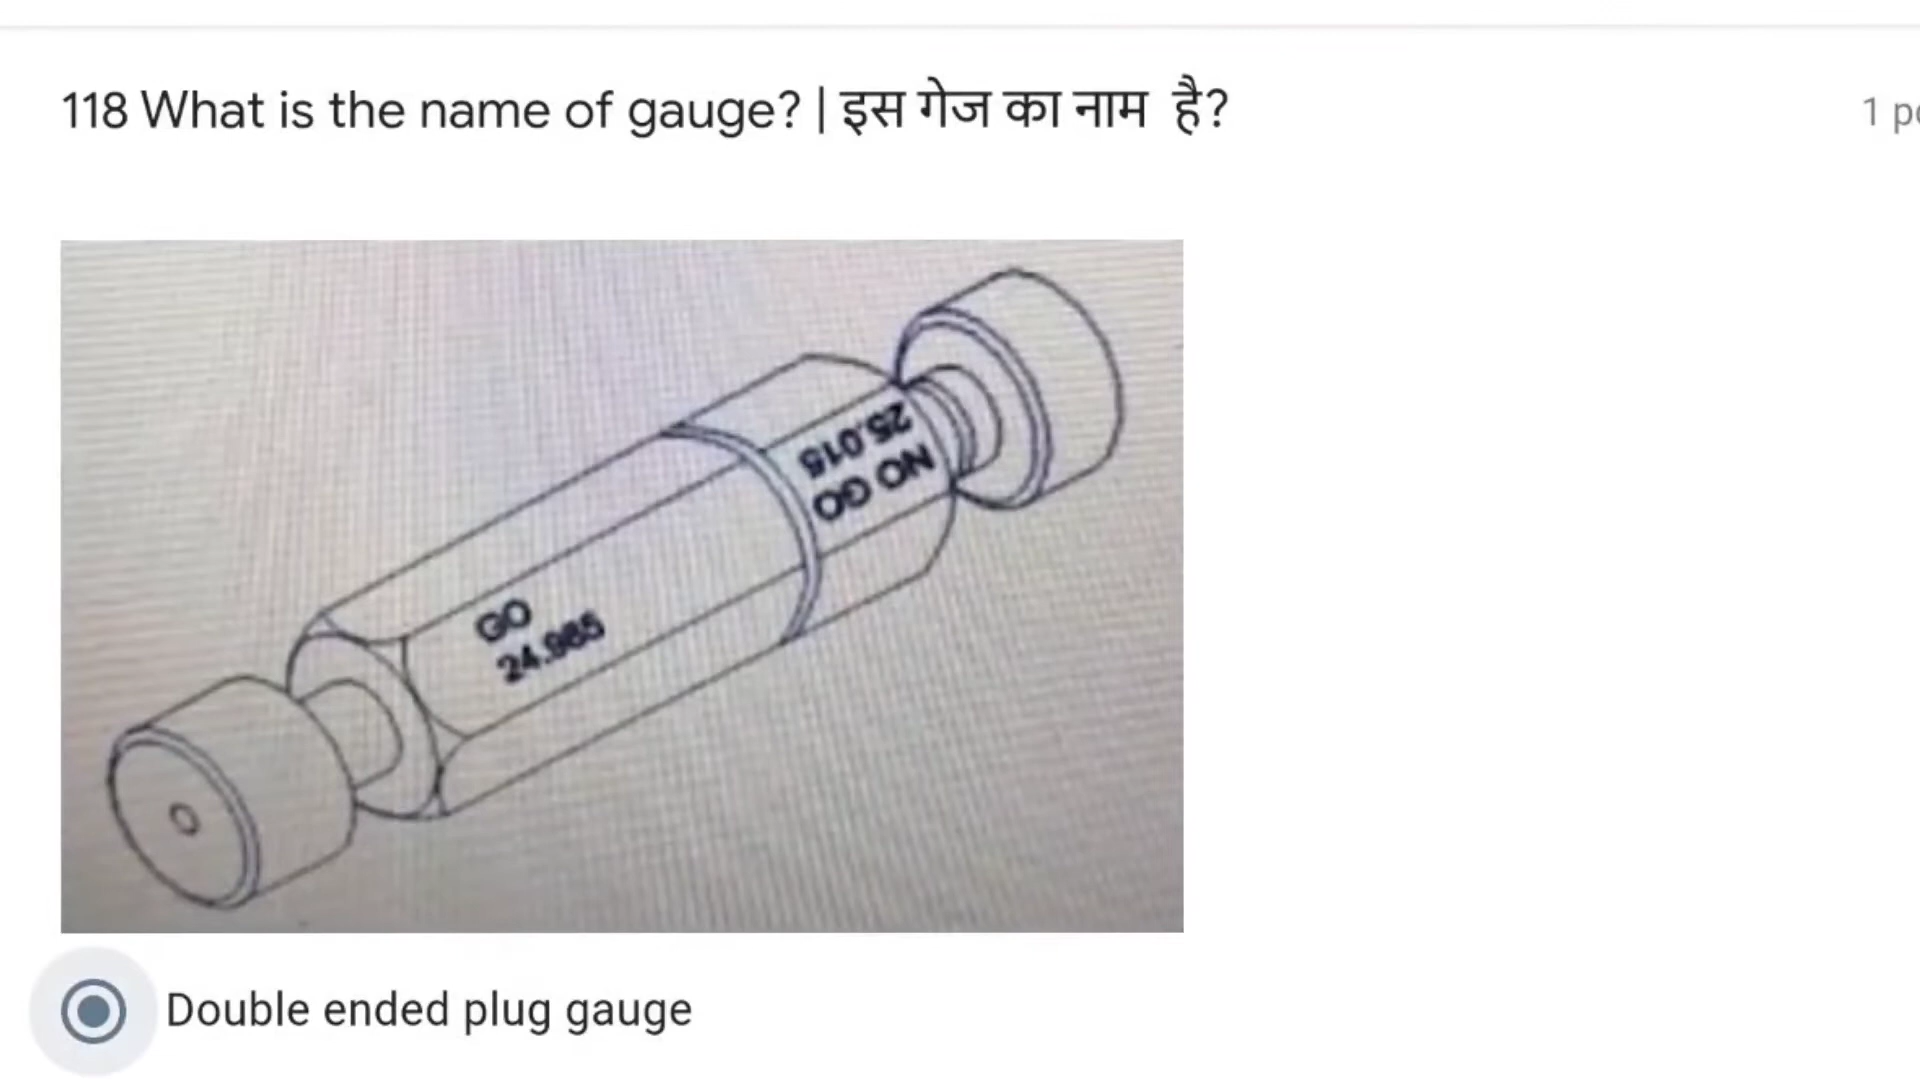 118 What is the name of gauge? | इस गेज का नाम है?
1 po
25.015
NO GO
GO
24.985
Double ended plug gauge